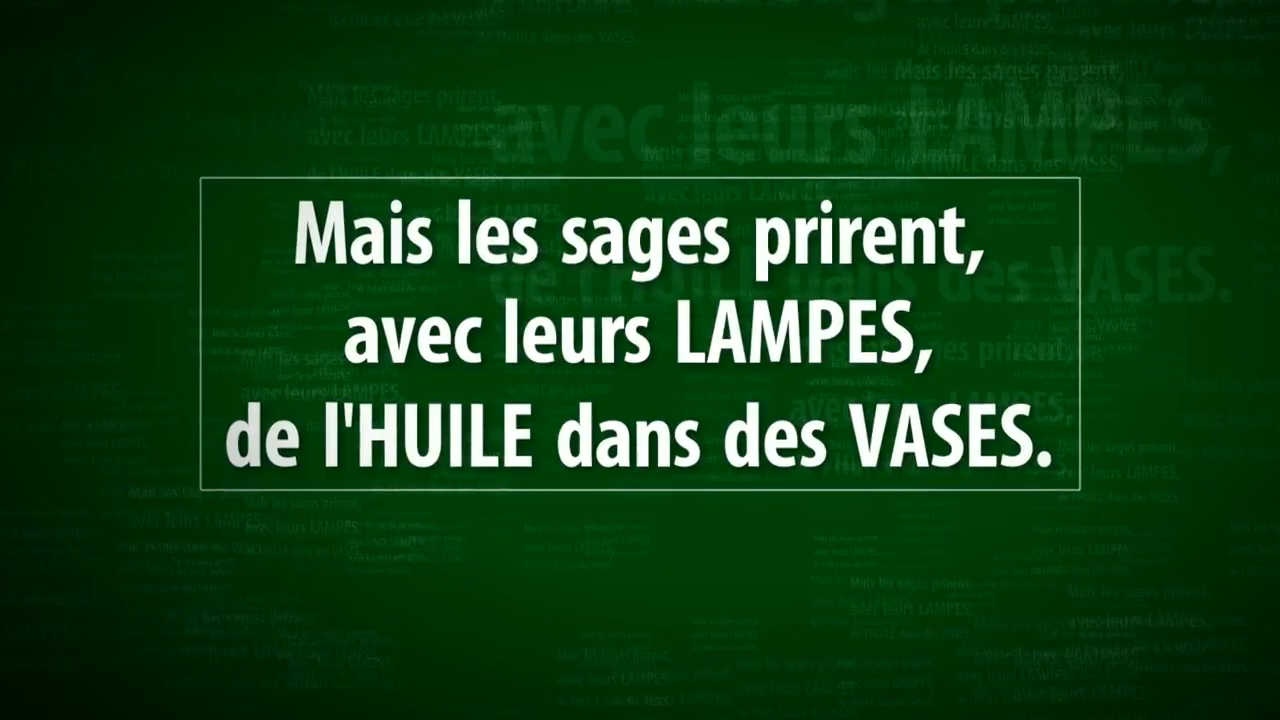 Mais les sages prirent,
avec leurs LAMPES,
de l'HUILE dans des VASES.